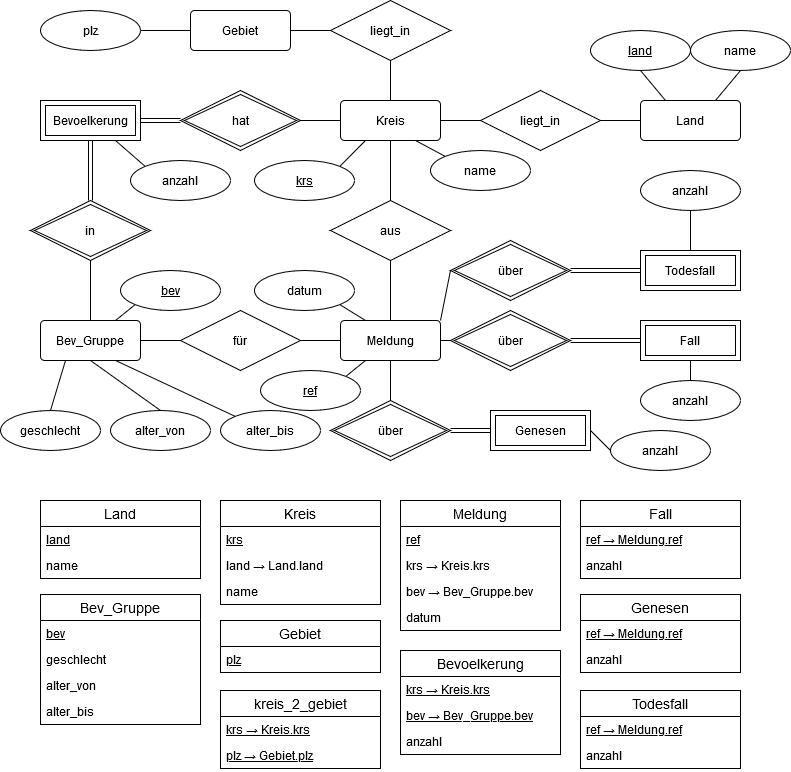 plz
Gebiet
liegt_in
land
name
Bevoelkerung
hat
Kreis
liegt_in
Land
anzahl
krs
name
anzahl
in
aus
über
Todesfall
bev
datum
Bev_Gruppe
für
Meldung
über
Fall
ref
anzahl
geschlecht
alter_von
alter_bis
über
Genesen
anzahl
Land
land
name
Kreis
krs
land → Land.land
name
Meldung
ref
krs → Kreis.krs
bev → Bev_Gruppe.bev
datum
Fall
ref → Meldung.ref
anzahl
Bev_Gruppe
bev
geschlecht
alter_von
alter_bis
Gebiet
plz
Genesen
ref → Meldung.ref
anzahl
kreis_2_gebiet
krs → Kreis.krs
plz → Gebiet.plz
Bevoelkerung
krs → Kreis.krs
bev → Bev_Gruppe.bev
anzahl
Todesfall
ref → Meldung.ref
anzahl